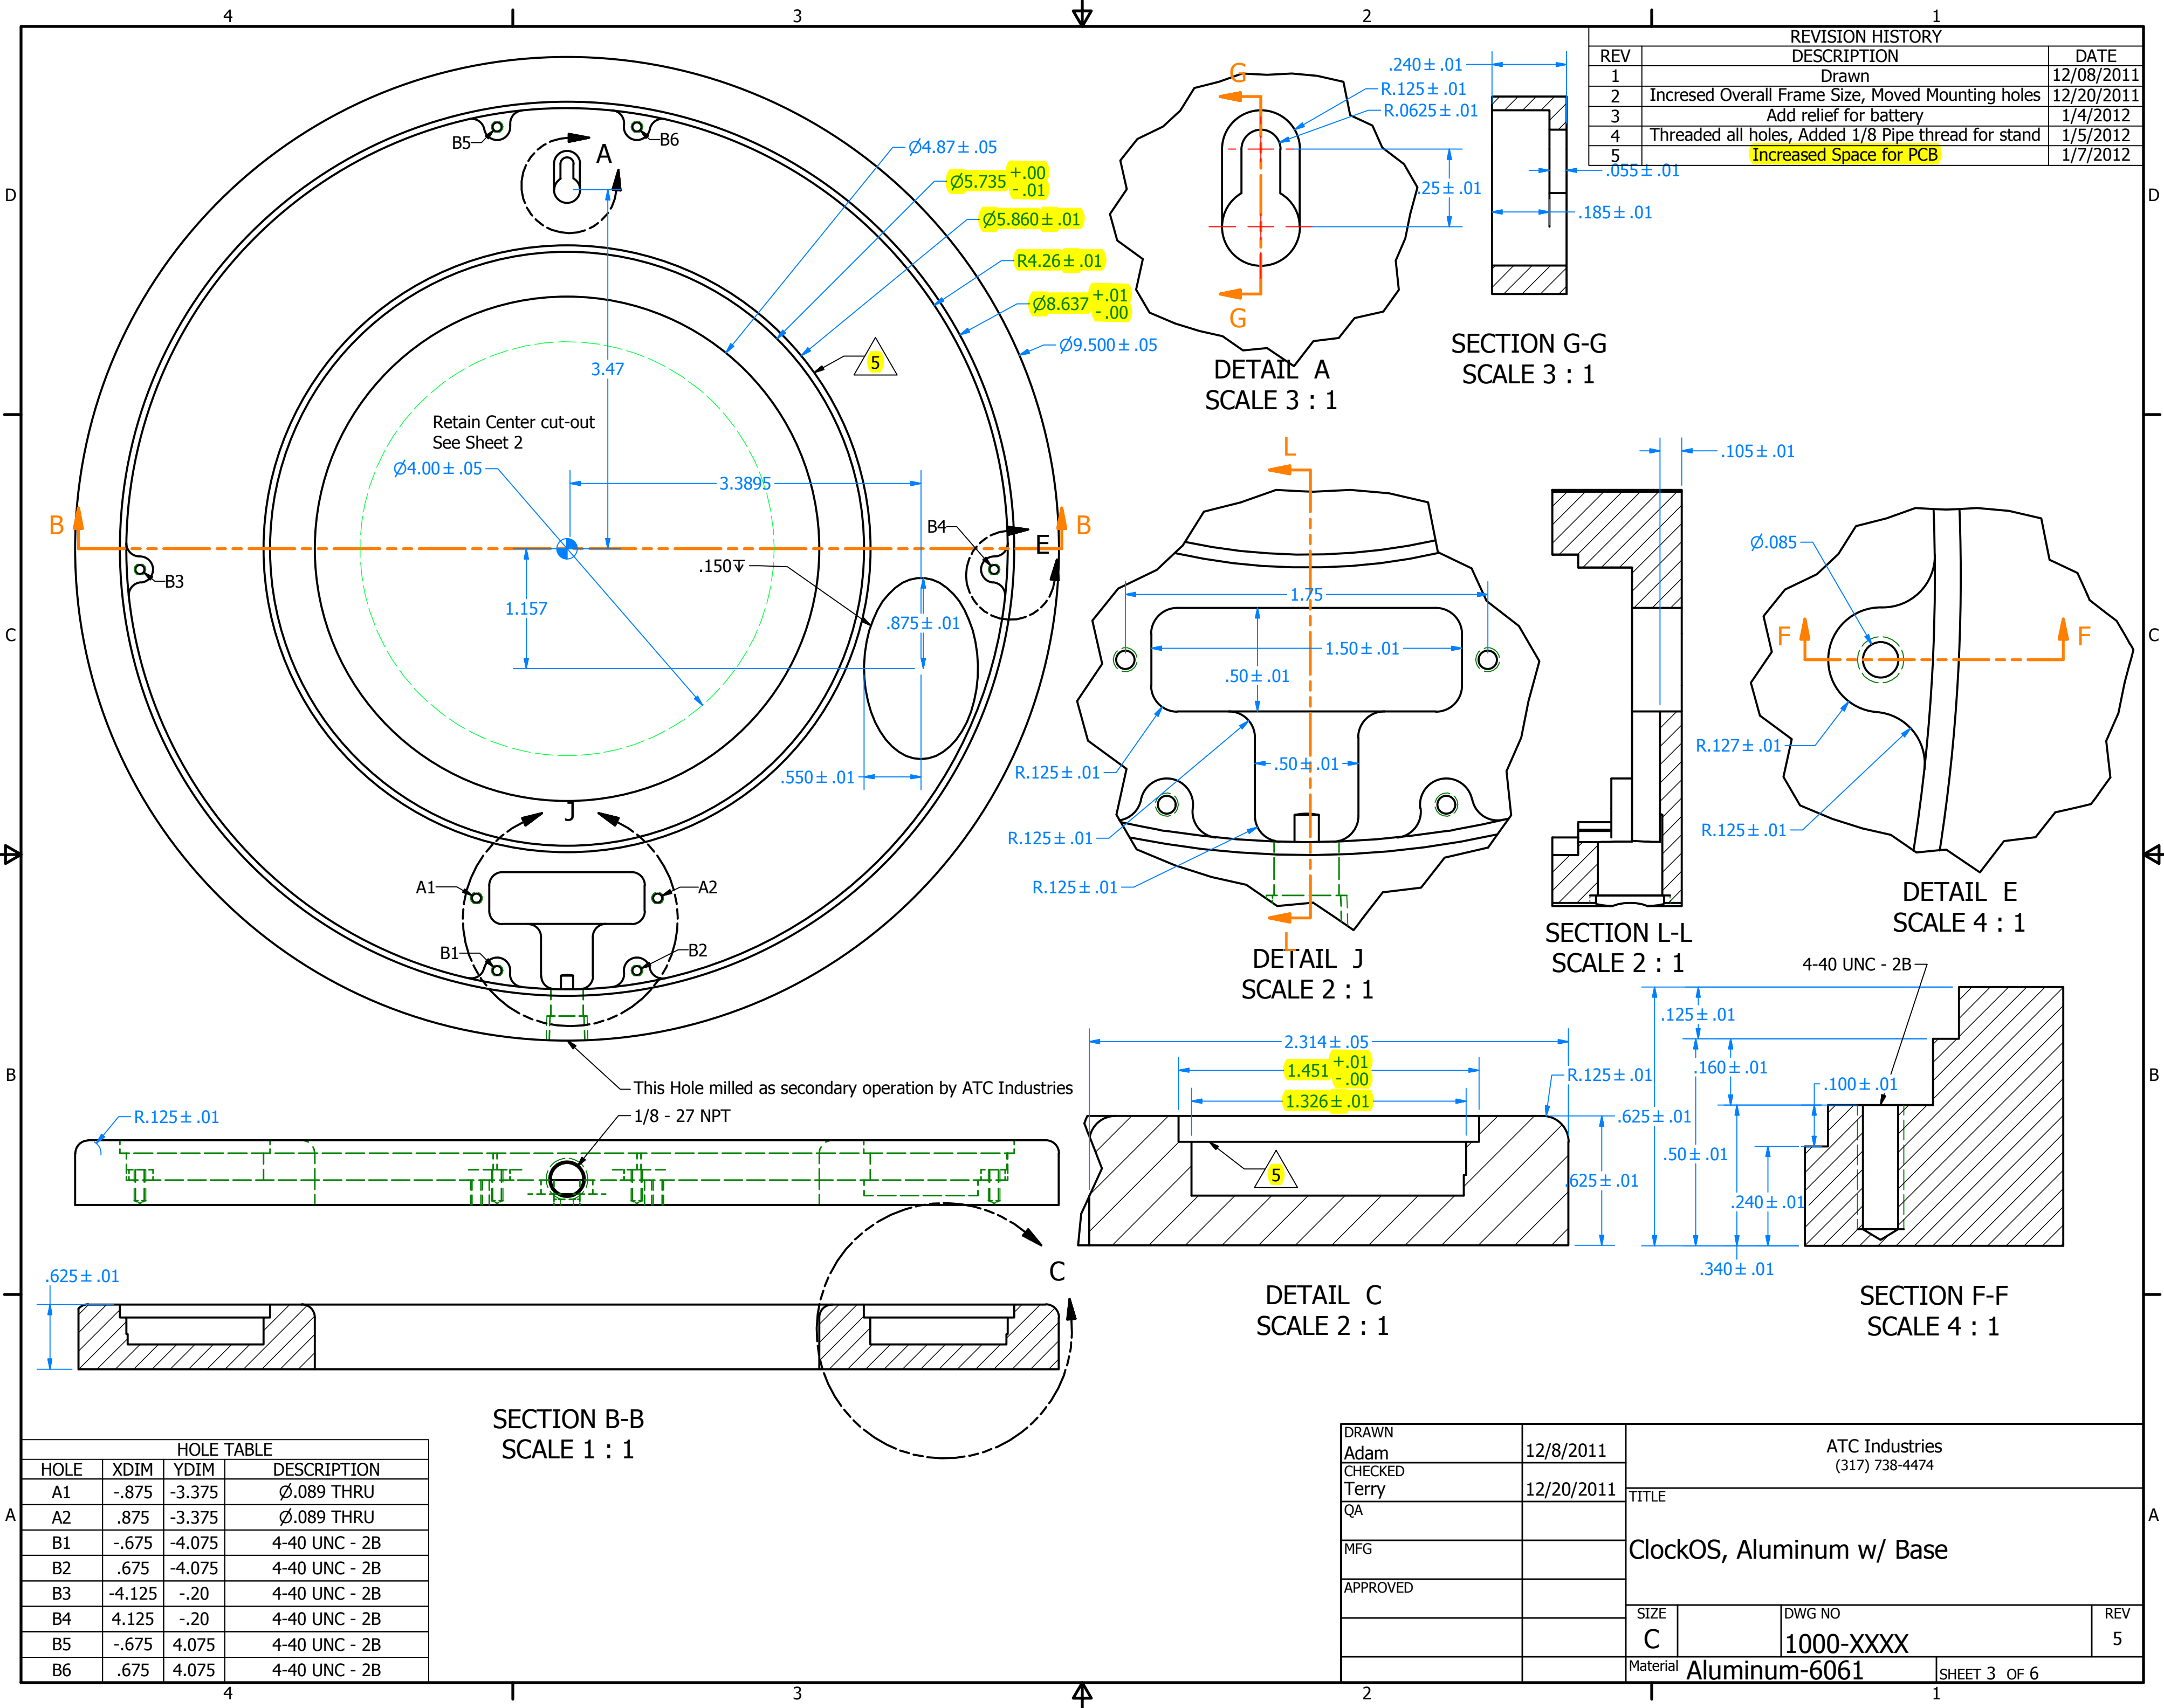 4 3 2 1
REVISION HISTORY
REV DESCRIPTION DATE
1 Drawn 12/08/2011
2 Incresed Overall Frame Size, Moved Mounting holes 12/20/2011
3 Add relief for battery 1/4/2012
4 Threaded all holes, Added 1/8 Pipe thread for stand 1/5/2012
5 Increased Space for PCB 1/7/2012
D
C
B
A
D
C
B
A
B5
B6
A
Ø4.87±.05
Ø5.735 +.00 -.01
Ø5.860±.01
R4.26±.01
Ø8.637 +.01 -.00
Ø9.500±.05
5
3.47
Retain Center cut-out
See Sheet 2
Ø4.00±.05
3.3895
B
B
B4
E
B3
.150↧
1.157
.875±.01
.550±.01
J
A1
A2
B1
B2
This Hole milled as secondary operation by ATC Industries
1/8 - 27 NPT
R.125±.01
G
G
DETAIL A
SCALE 3 : 1
.240±.01
R.125±.01
R.0625±.01
.25±.01
.055±.01
.185±.01
SECTION G-G
SCALE 3 : 1
L
L
1.75
1.50±.01
.50±.01
.50±.01
R.125±.01
R.125±.01
R.125±.01
DETAIL J
SCALE 2 : 1
.105±.01
SECTION L-L
SCALE 2 : 1
Ø.085
F
F
R.127±.01
R.125±.01
DETAIL E
SCALE 4 : 1
2.314±.05
1.451 +.01 -.00
1.326±.01
R.125±.01
.625±.01
5
DETAIL C
SCALE 2 : 1
4-40 UNC - 2B
.125±.01
.160±.01
.100±.01
.625±.01
.50±.01
.240±.01
.340±.01
SECTION F-F
SCALE 4 : 1
.625±.01
C
SECTION B-B
SCALE 1 : 1
HOLE TABLE
HOLE XDIM YDIM DESCRIPTION
A1 -.875 -3.375 Ø.089 THRU
A2 .875 -3.375 Ø.089 THRU
B1 -.675 -4.075 4-40 UNC - 2B
B2 .675 -4.075 4-40 UNC - 2B
B3 -4.125 -.20 4-40 UNC - 2B
B4 4.125 -.20 4-40 UNC - 2B
B5 -.675 4.075 4-40 UNC - 2B
B6 .675 4.075 4-40 UNC - 2B
DRAWN
Adam 12/8/2011
CHECKED
Terry 12/20/2011
QA
MFG
APPROVED
ATC Industries
(317) 738-4474
TITLE
ClockOS, Aluminum w/ Base
SIZE
C
DWG NO
1000-XXXX
REV
5
Material Aluminum-6061
SHEET 3 OF 6
4 3 2 1